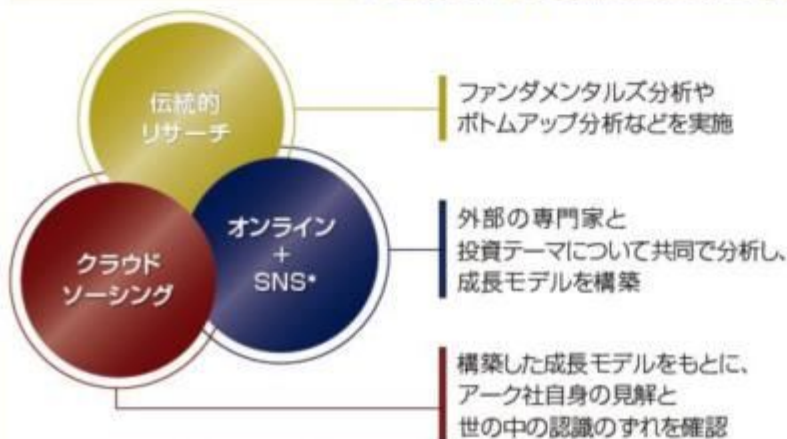 伝統的
リサーチ
ファンダメンタルズ分析や
ボトムアップ分析などを実施
オンライン
+
SNS*
外部の専門家と
投資テーマについて共同で分析し、
成長モデルを構築
クラウド
ソーシング
構築した成長モデルをもとに、
アーク社自身の見解と
世の中の認識のずれを確認